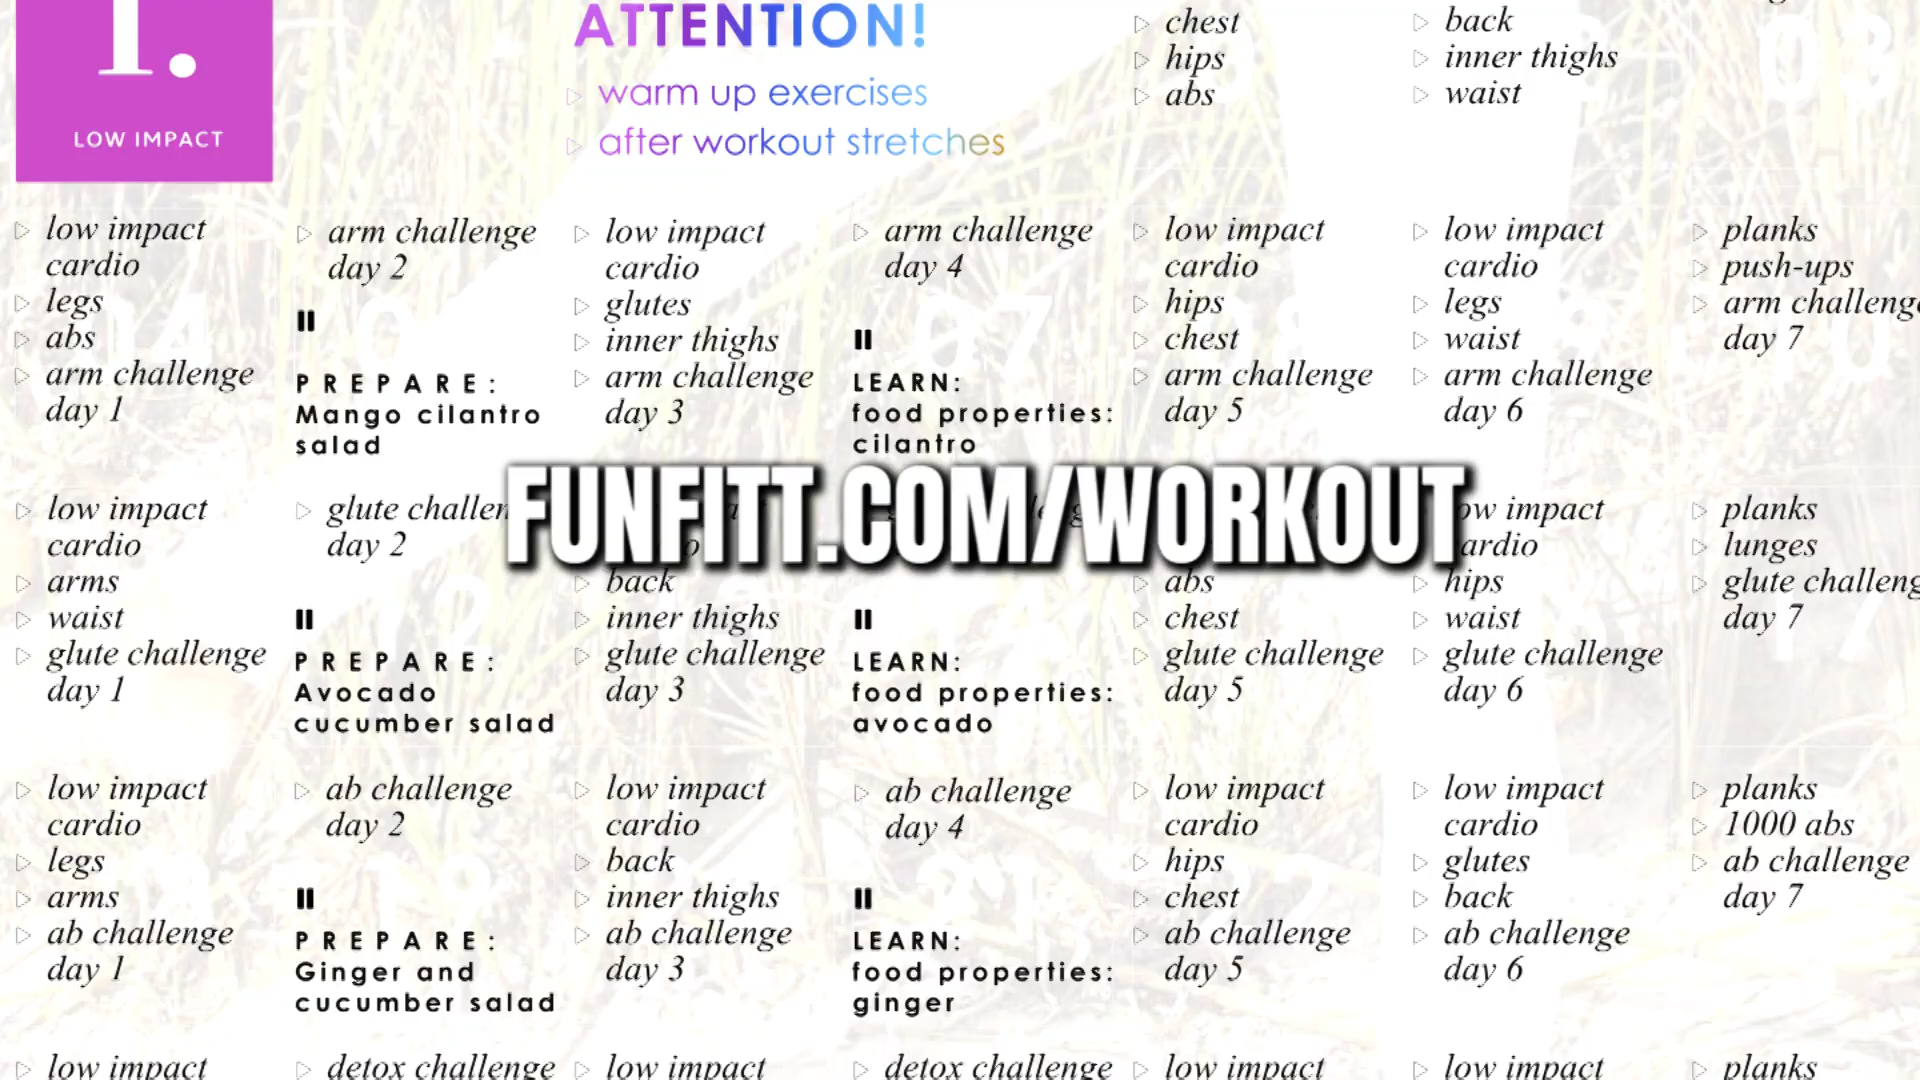 1.
LOW IMPACT
ATTENTION!
warm up exercises
after workout stretches
chest
hips
abs
back
inner thighs
waist
03
low impact
cardio
legs
abs
arm challenge
day 1
arm challenge
day 2
PREPARE:
Mango cilantro
salad
low impact
cardio
glutes
inner thighs
arm challenge
day 3
arm challenge
day 4
LEARN:
food properties:
cilantro
low impact
cardio
hips
chest
arm challenge
day 5
low impact
cardio
legs
waist
arm challenge
day 6
planks
push-ups
arm challenge
day 7
FUNFITT.COM/WORKOUT
low impact
cardio
arms
waist
glute challenge
day 1
glute challen
day 2
PREPARE:
Avocado
cucumber salad
back
inner thighs
glute challenge
day 3
LEARN:
food properties:
avocado
abs
chest
glute challenge
day 5
ow impact
ardio
hips
waist
glute challenge
day 6
planks
lunges
glute challeng
day 7
low impact
cardio
legs
arms
ab challenge
day 1
ab challenge
day 2
PREPARE:
Ginger and
cucumber salad
low impact
cardio
back
inner thighs
ab challenge
day 3
ab challenge
day 4
LEARN:
food properties:
ginger
low impact
cardio
hips
chest
ab challenge
day 5
low impact
cardio
glutes
back
ab challenge
day 6
planks
1000 abs
ab challenge
day 7
low impact
detox challenge
low impact
detox challenge
low impact
low impact
planks